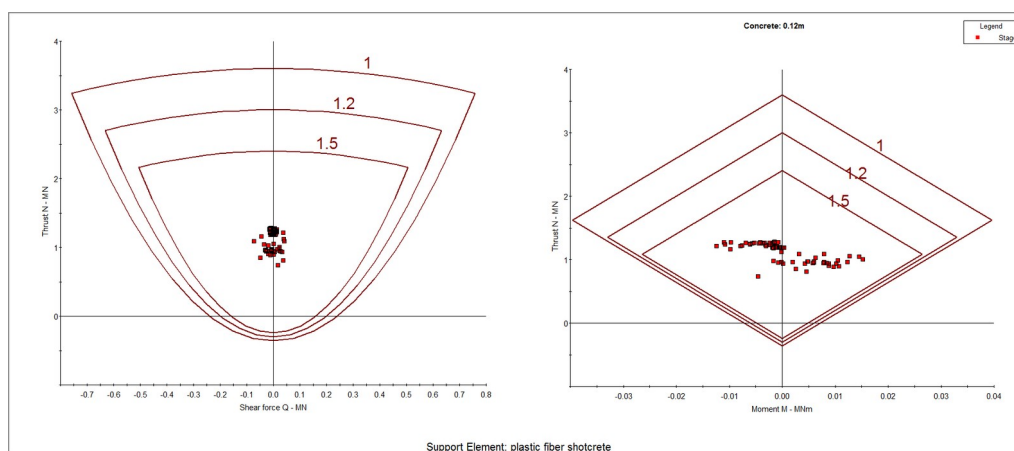 Concrete: 0.12m
Legend
Stag
4
3
2
1
0
Thrust N - MN
1
1.2
1.5
-0.7 -0.6 -0.5 -0.4 -0.3 -0.2 -0.1 0.0 0.1 0.2 0.3 0.4 0.5 0.6 0.7 0.8
Shear force Q - MN
4
3
2
1
0
Thrust N - MN
1
1.2
1.5
-0.03 -0.02 -0.01 0.00 0.01 0.02 0.03 0.04
Moment M - MNm
Support Element: plastic fiber shotcrete